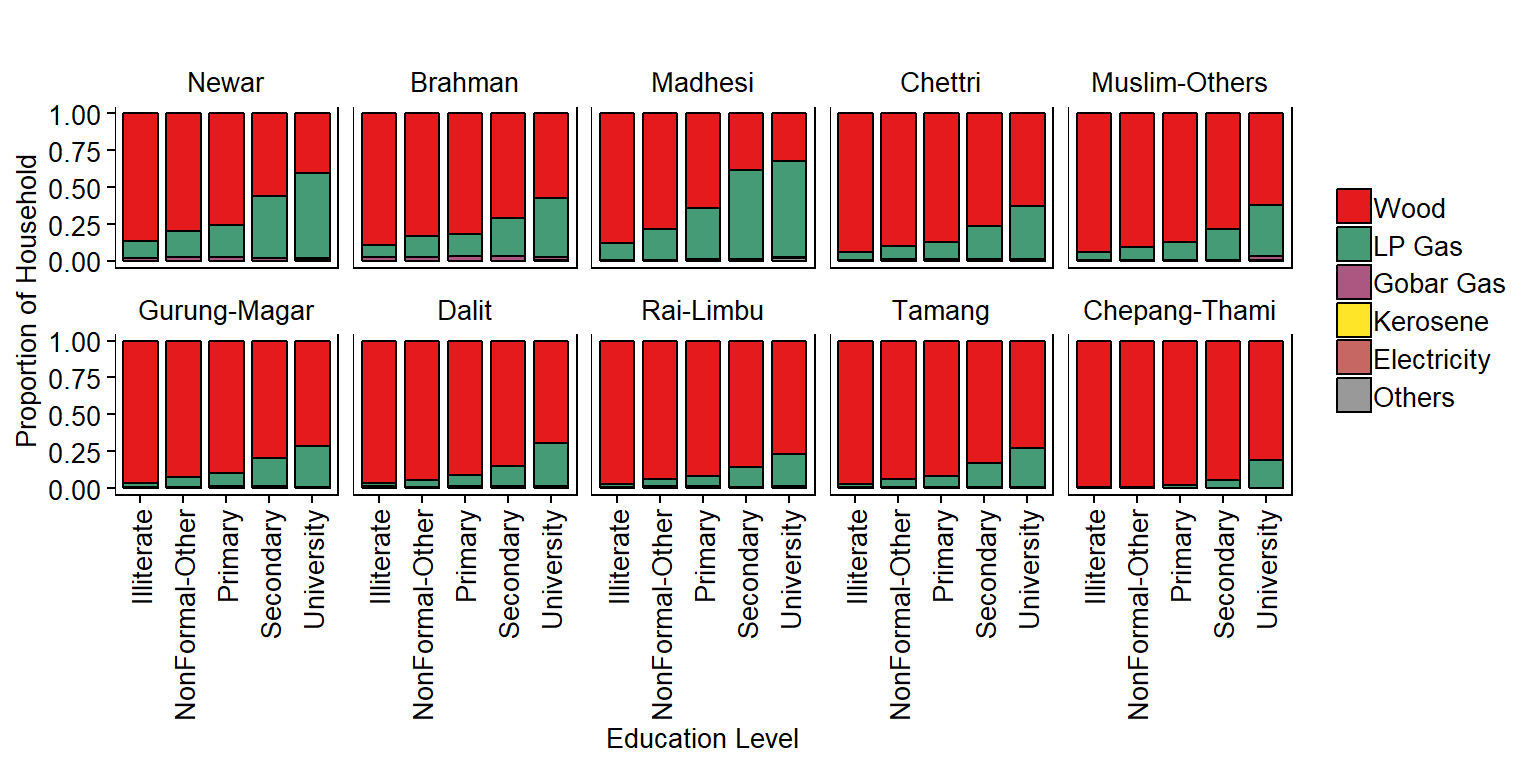 Newar Brahman Madhesi Chettri Muslim-Others
1.00
0.75
0.50
0.25
0.00
Proportion of Household
Gurung-Magar Dalit Rai-Limbu Tamang Chepang-Thami
1.00
0.75
0.50
0.25
0.00
Illiterate NonFormal-Other Primary Secondary University Illiterate NonFormal-Other Primary Secondary University Illiterate NonFormal-Other Primary Secondary University Illiterate NonFormal-Other Primary Secondary University Illiterate NonFormal-Other Primary Secondary University
Education Level
Wood
LP Gas
Gobar Gas
Kerosene
Electricity
Others